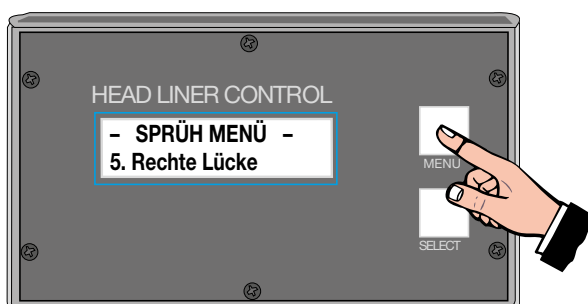 HEAD LINER CONTROL
– SPRÜH MENÜ –
5. Rechte Lücke
MENU
SELECT